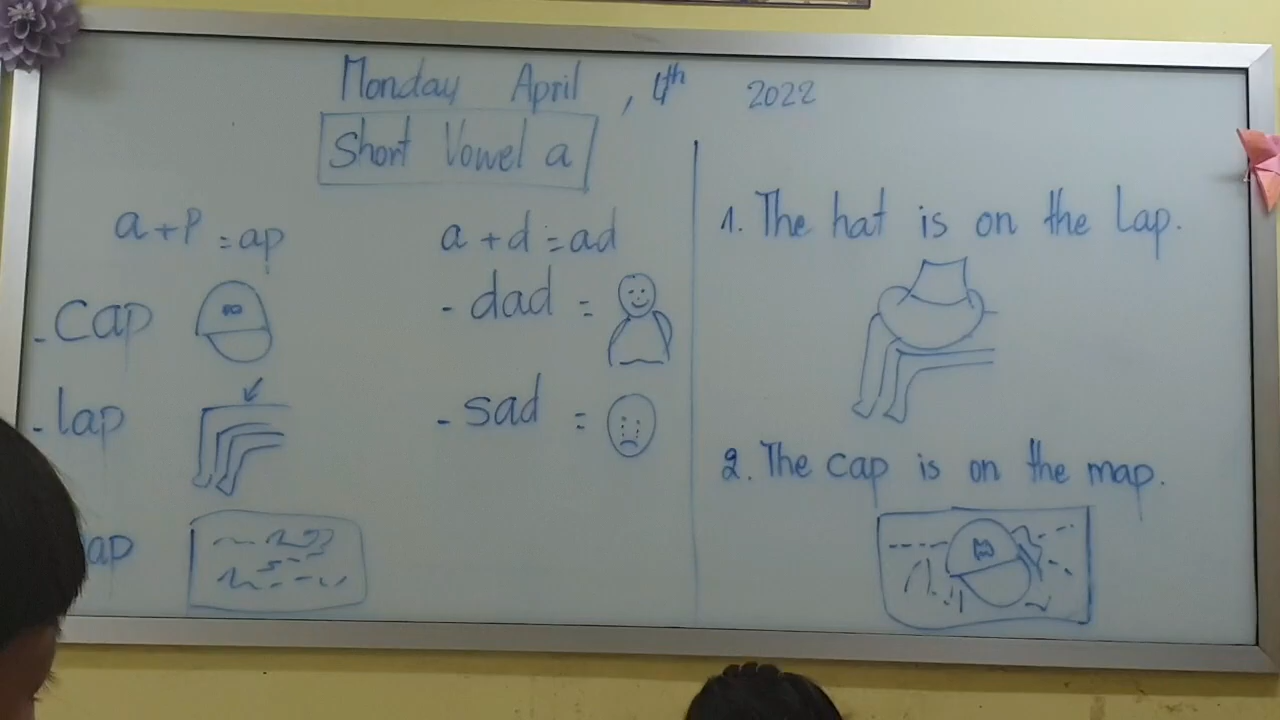 Monday April, 4th 2022
Short Vowel a
a+p=ap
- cap
- lap
ap
a+d=ad
- dad =
- sad =
1. The hat is on the Lap.
2. The cap is on the map.